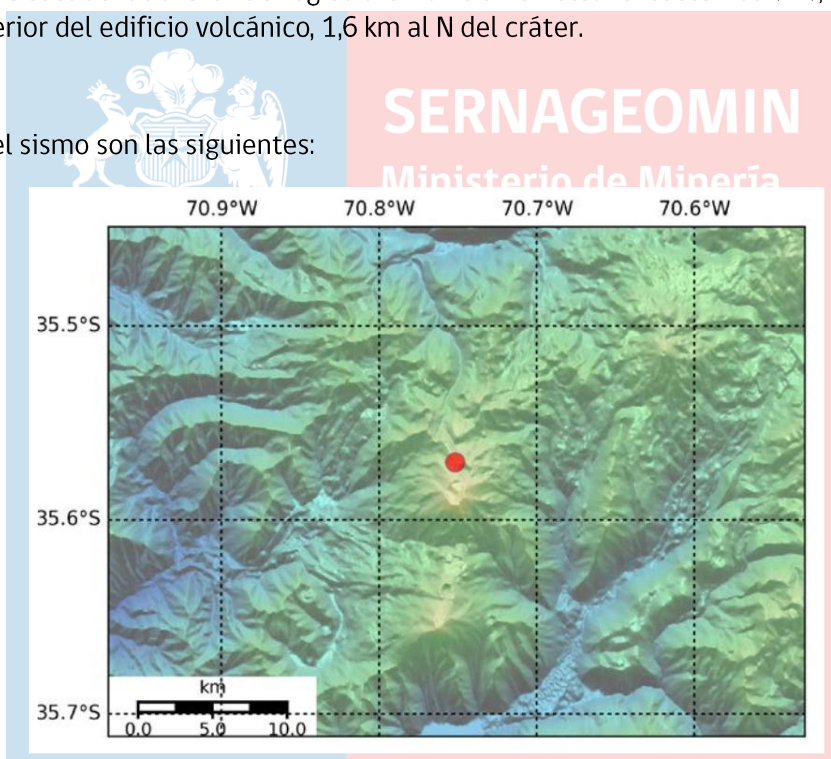 erior del edificio volcánico, 1,6 km al N del cráter.
SERNAGEOMIN
el sismo son las siguientes:
Ministerio de Minería
70.9°W 70.8°W 70.7°W 70.6°W
35.5°S
35.6°S
35.7°S
km
0.0 5.0 10.0